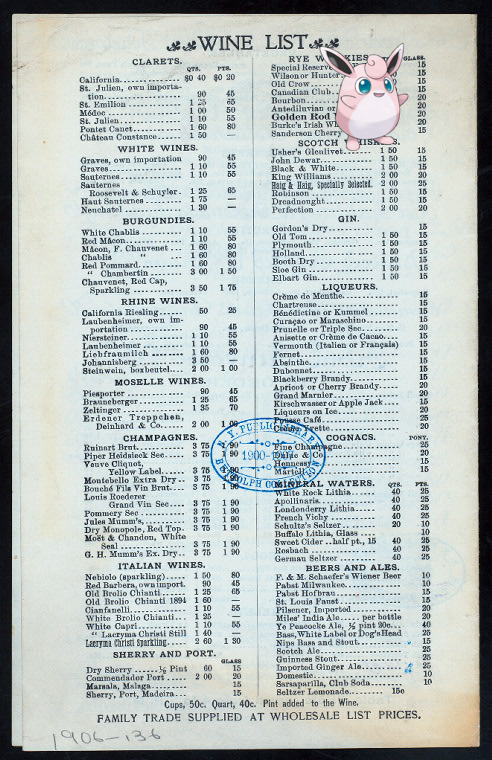 WINE LIST
CLARETS.
QTS. PTS.
California $0 40 $0 20
St. Julien, own importa-
tion 90 45
St. Emilion 1 25 65
Médoc 1 00 50
St. Julien 1 10 55
Pontet Canet 1 60 80
Château Constance 1 50 —
WHITE WINES.
Graves, own importation 90 45
Graves 1 10 55
Sauternes 1 10 55
Sauternes
Roosevelt & Schuyler 1 25 65
Haut Sauternes 1 75 —
Neuchatel 1 30 —
BURGUNDIES.
White Chablis 1 10 55
Red Mâcon 1 10 55
Mâcon, F. Chauvenet 1 60 80
Chablis " 1 60 80
Red Pommard 1 60 80
" Chambertin 3 00 1 50
Chauvenet, Red Cap,
Sparkling 3 50 1 75
RHINE WINES.
California Riesling 50 25
Laubenheimer, own im-
portation 90 45
Niersteiner 1 10 55
Laubenheimer 1 10 55
Liebfraumilch 1 60 80
Johannisberg 3 50 —
Steinwein, boxbeutel 2 00 1 00
MOSELLE WINES.
Piesporter 90 45
Brauneberger 1 25 65
Zeltinger 1 35 70
Erdener Treppchen,
Deinhard & Co. 2 00 1 00
CHAMPAGNES.
Ruinart Brut 3 75 1 90
Piper Heidsieck Sec 3 75 1 90
Veuve Cliquot,
Yellow Label 3 75 1 90
Montebello Extra Dry 3 75 1 90
Bouché Fils Vin Brut 3 75 1 90
Louis Roederer
Grand Vin Sec 3 75 1 90
Pommery Sec 3 75 1 90
Jules Mumm's 3 75 1 90
Dry Monopole, Red Top 3 75 1 90
Moët & Chandon, White
Seal 3 75 1 90
G. H. Mumm's Ex. Dry 3 75 1 90
ITALIAN WINES.
Nebiolo (sparkling) 1 50 80
Red Barbera, own import. 90 45
Old Brolio Chianti 1 25 65
Old Brolio Chianti 1894 1 60
Cianfanelli 1 10 55
White Brolio Chianti 1 25 —
White Capri 1 10 55
" Lacryma Christi Still 1 40 —
Lacryma Christi Sparkling 2 60 1 30
SHERRY AND PORT.
GLASS
Dry Sherry ½ Pint 60 15
Commendador Port 2 00 20
Marsala, Malaga 15
Sherry, Port, Madeira 15
RYE KIES
GLASS.
Special Reserve 15
Wilson or Hunter 15
Old Crow 15
Canadian Club 20
Bourbon 20
Antediluvian or 20
Golden Rod 20
Burke's Irish 20
Sanderson Cherry 15
SCOTCH HISKIES.
Usher's Glenlivet 1 50 15
John Dewar 1 50 15
Black & White 1 50 15
King Williams 2 00 20
Haig & Haig, Specially Selected 2 00 25
Robinson 1 50 15
Dreadnought 1 50 15
Perfection 2 00 20
GIN.
Gordon's Dry 15
Old Tom 1 50 15
Plymouth 1 50 15
Holland 1 50 15
Booth Dry 1 50 15
Sloe Gin 1 50 15
Elbart Gin 1 50 15
LIQUEURS.
Crème de Menthe 15
Chartreuse 15
Bénédictine or Kummel 15
Curaçao or Maraschino 15
Prunelle or Triple Sec 20
Anisette or Crème de Cacao 15
Vermouth (Italian or Français) 15
Fernet 15
Absinthe 15
Dubonnet 15
Blackberry Brandy 15
Apricot or Cherry Brandy 20
Grand Marnier 20
Kirschwasser or Apple Jack 15
Liqueurs on Ice 20
Pousse Café 25
COGNACS.
PONY.
Fine Champagne 25
Hennessy 15
Martell 15
MINERAL WATERS.
QTS. PTS.
White Rock Lithia 40 25
Apollinaris 40 25
Londonderry Lithia 40 25
French Vichy 40 25
Schultz's Seltzer 20 10
Buffalo Lithia, Glass 10
Sweet Cider half pt., 15 40 25
Rosbach 40 25
German Seltzer 40 25
BEERS AND ALES.
F. & M. Schaefer's Wiener Beer 10
Pabst Milwaukee 10
Pabst Hofbrau 15
St. Louis Faust 15
Pilsener, Imported 20
Miles' India Ale per bottle 20
Ye Peacocke Ale, ½ pint 20c. 40
Bass, White Label or Dog's Head 25
Nips Bass and Stout 15
Scotch Ale 25
Guinness Stout 25
Imported Ginger Ale 25
Domestic 10
Sarsaparilla, Club Soda 10
Seltzer Lemonade 15c
Cups, 50c. Quart, 40c. Pint added to the Wine.
FAMILY TRADE SUPPLIED AT WHOLESALE LIST PRICES.
N. Y. PUBLIC LIBRARY
1900
1906-136